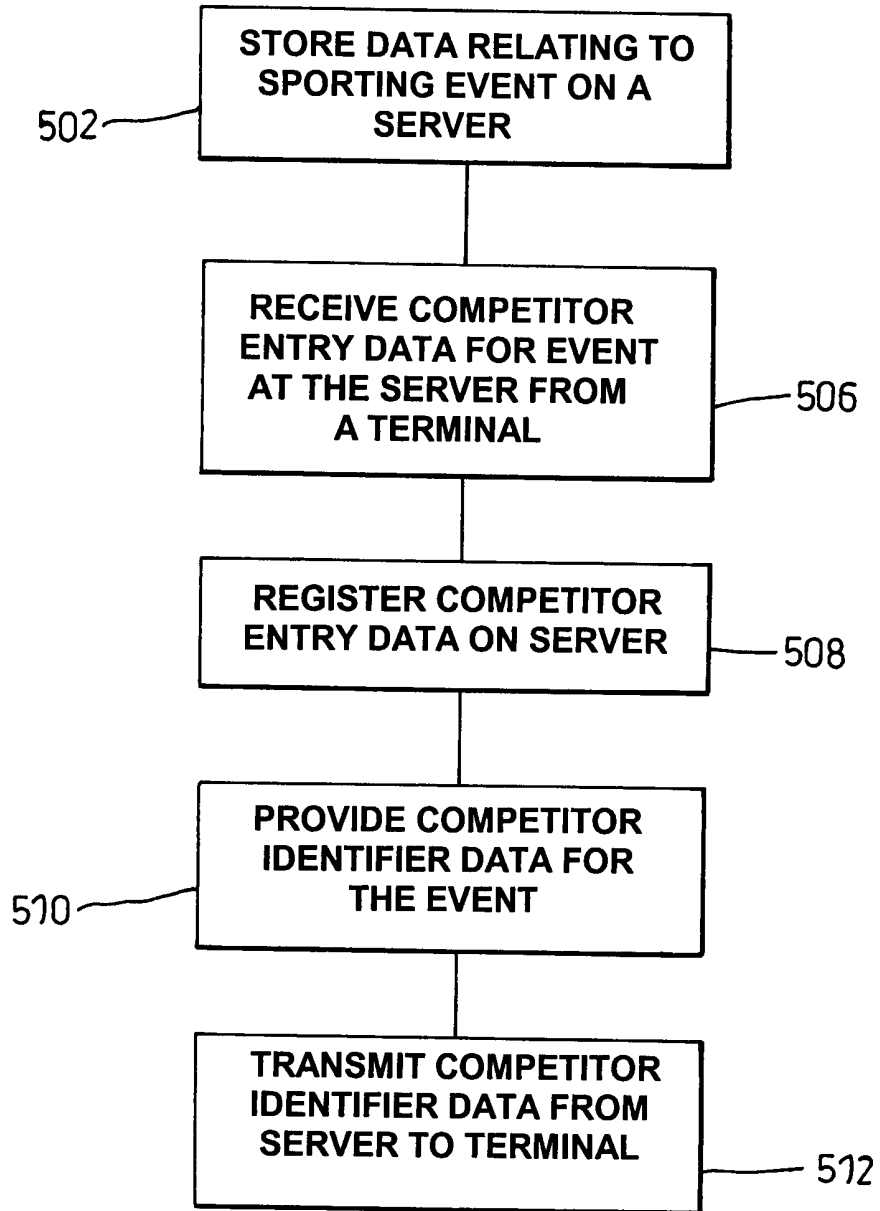 STORE DATA RELATING TO
SPORTING EVENT ON A
SERVER
502
RECEIVE COMPETITOR
ENTRY DATA FOR EVENT
AT THE SERVER FROM
A TERMINAL
506
REGISTER COMPETITOR
ENTRY DATA ON SERVER
508
PROVIDE COMPETITOR
IDENTIFIER DATA FOR
THE EVENT
510
TRANSMIT COMPETITOR
IDENTIFIER DATA FROM
SERVER TO TERMINAL
512